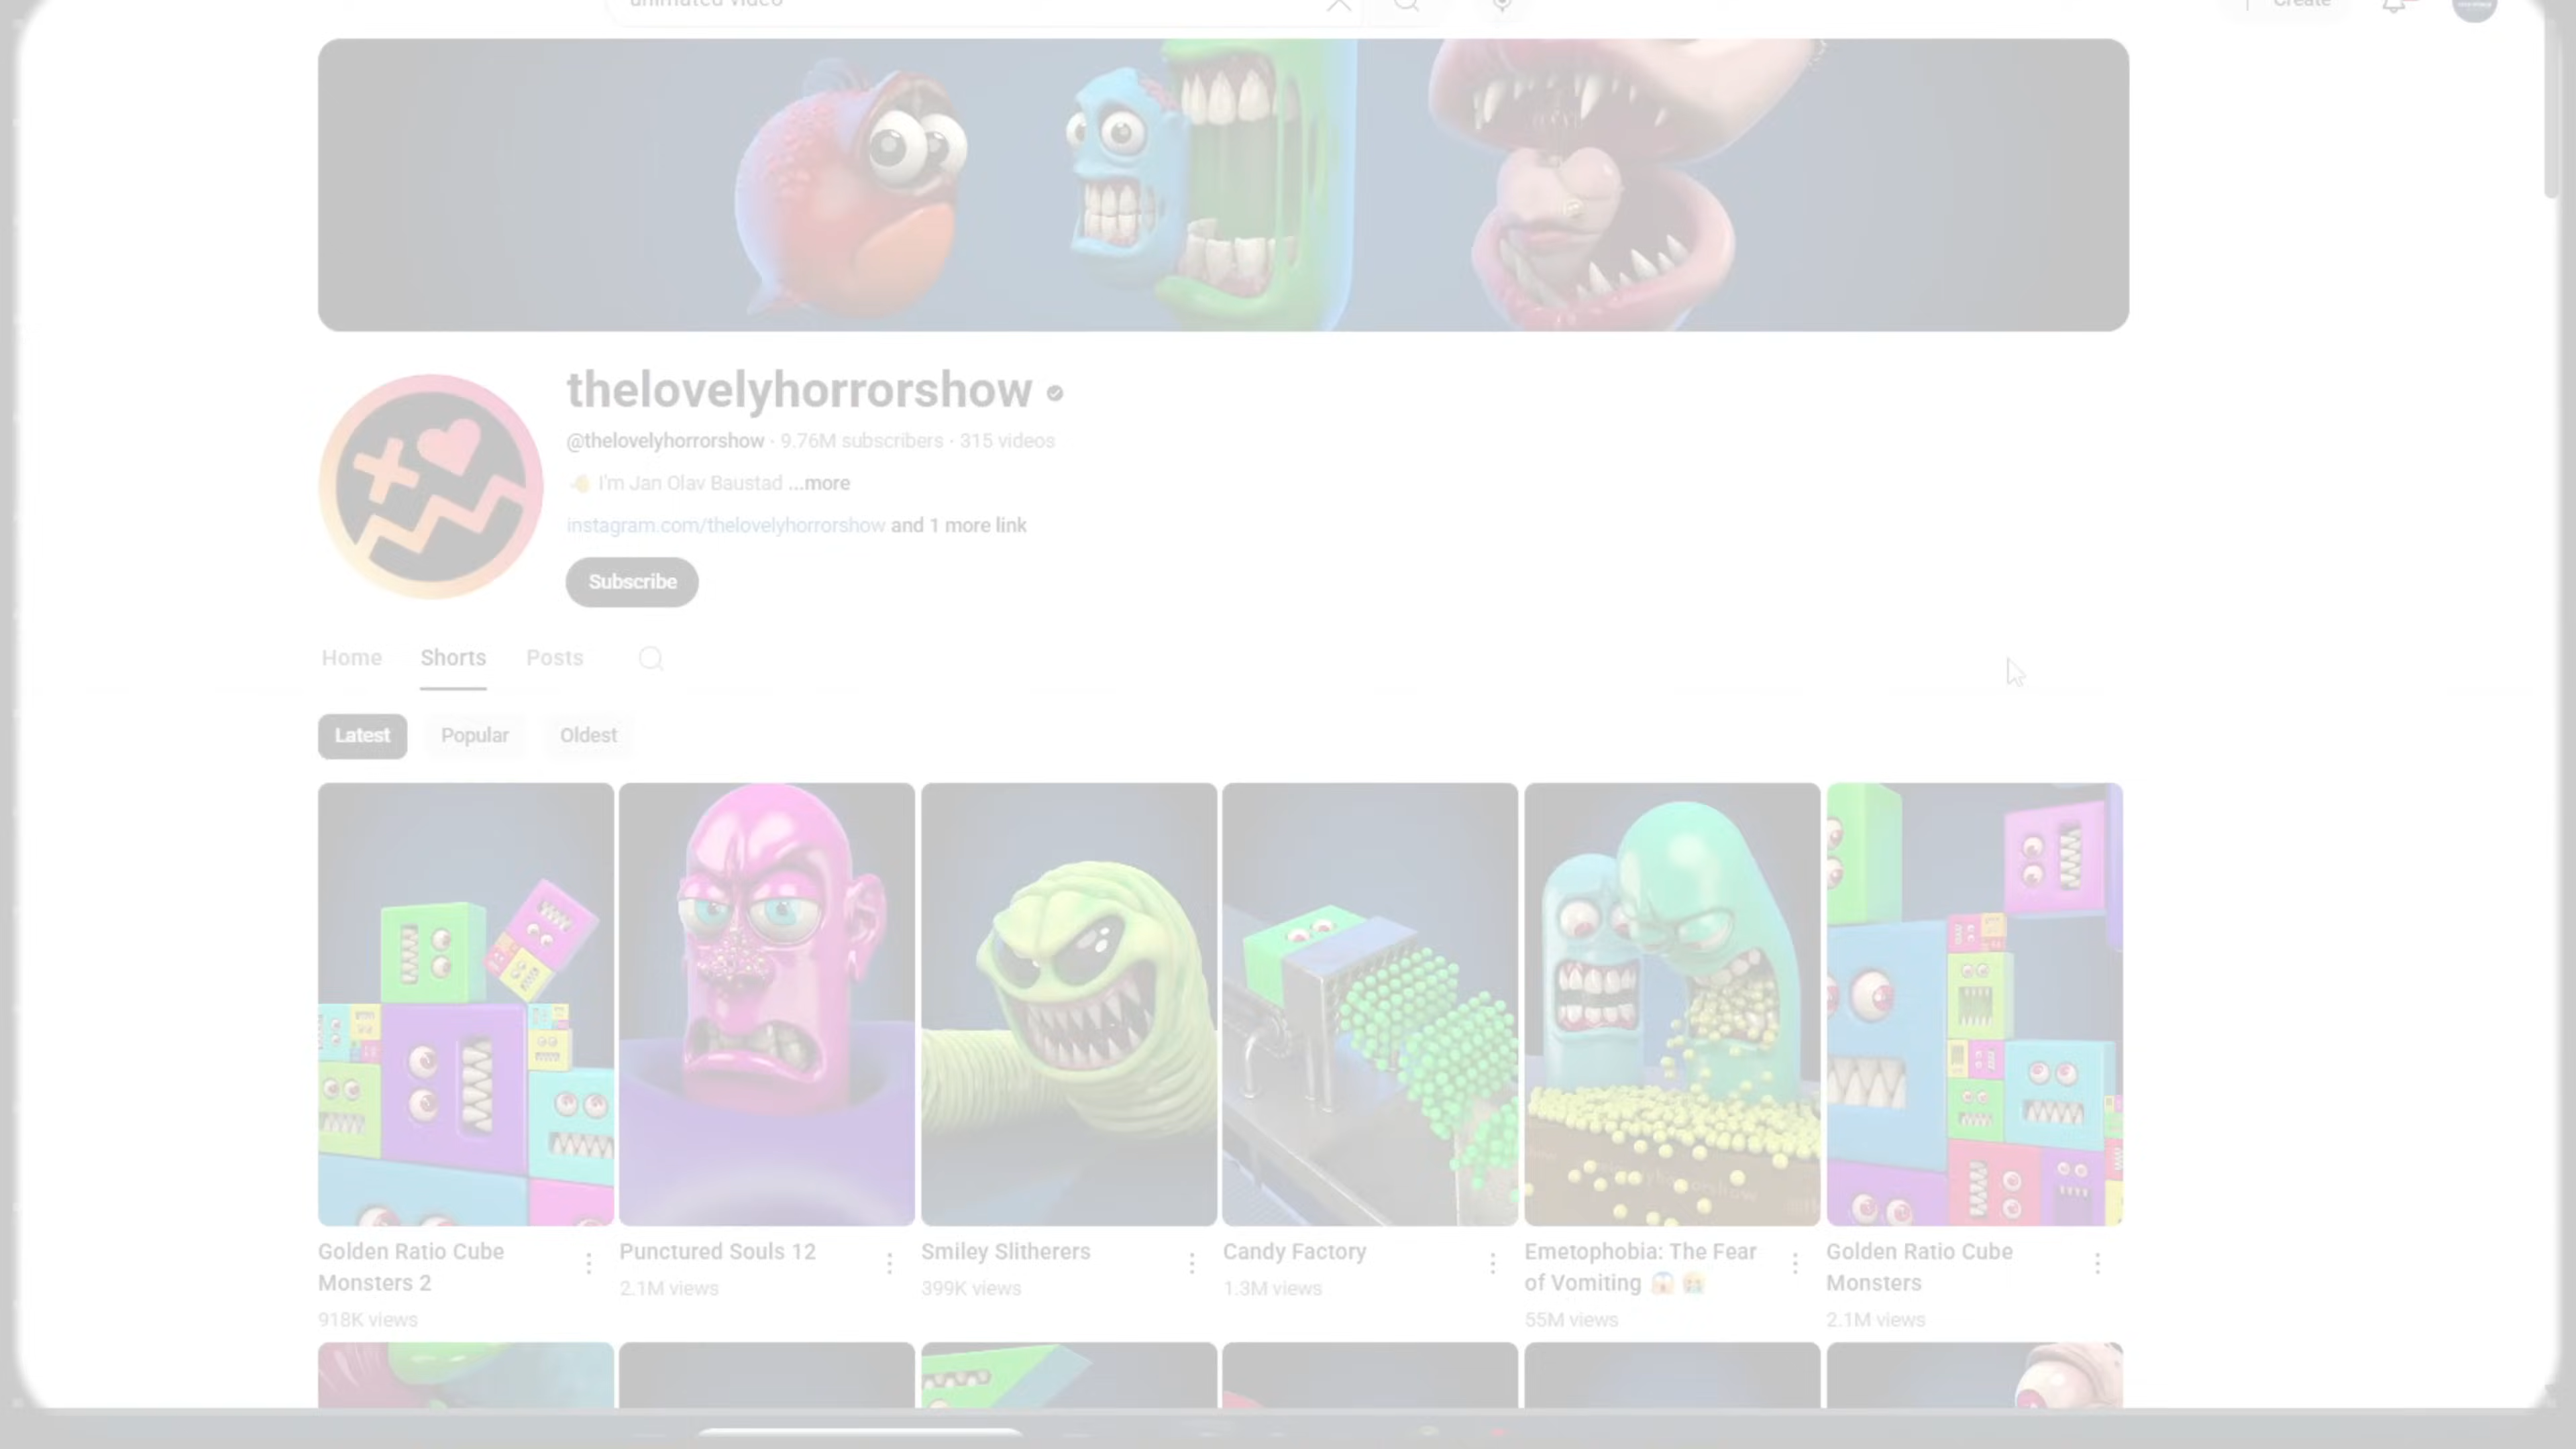 animated video
Create
thelovelyhorrorshow
@thelovelyhorrorshow · 9.76M subscribers · 315 videos
I'm Jan Olav Baustad ...more
instagram.com/thelovelyhorrorshow and 1 more link
Subscribe
Home Shorts Posts
Latest Popular Oldest
Golden Ratio Cube
Monsters 2
918K views
Punctured Souls 12
2.1M views
Smiley Slitherers
399K views
Candy Factory
1.3M views
Emetophobia: The Fear
of Vomiting 😱 😭
55M views
Golden Ratio Cube
Monsters
2.1M views